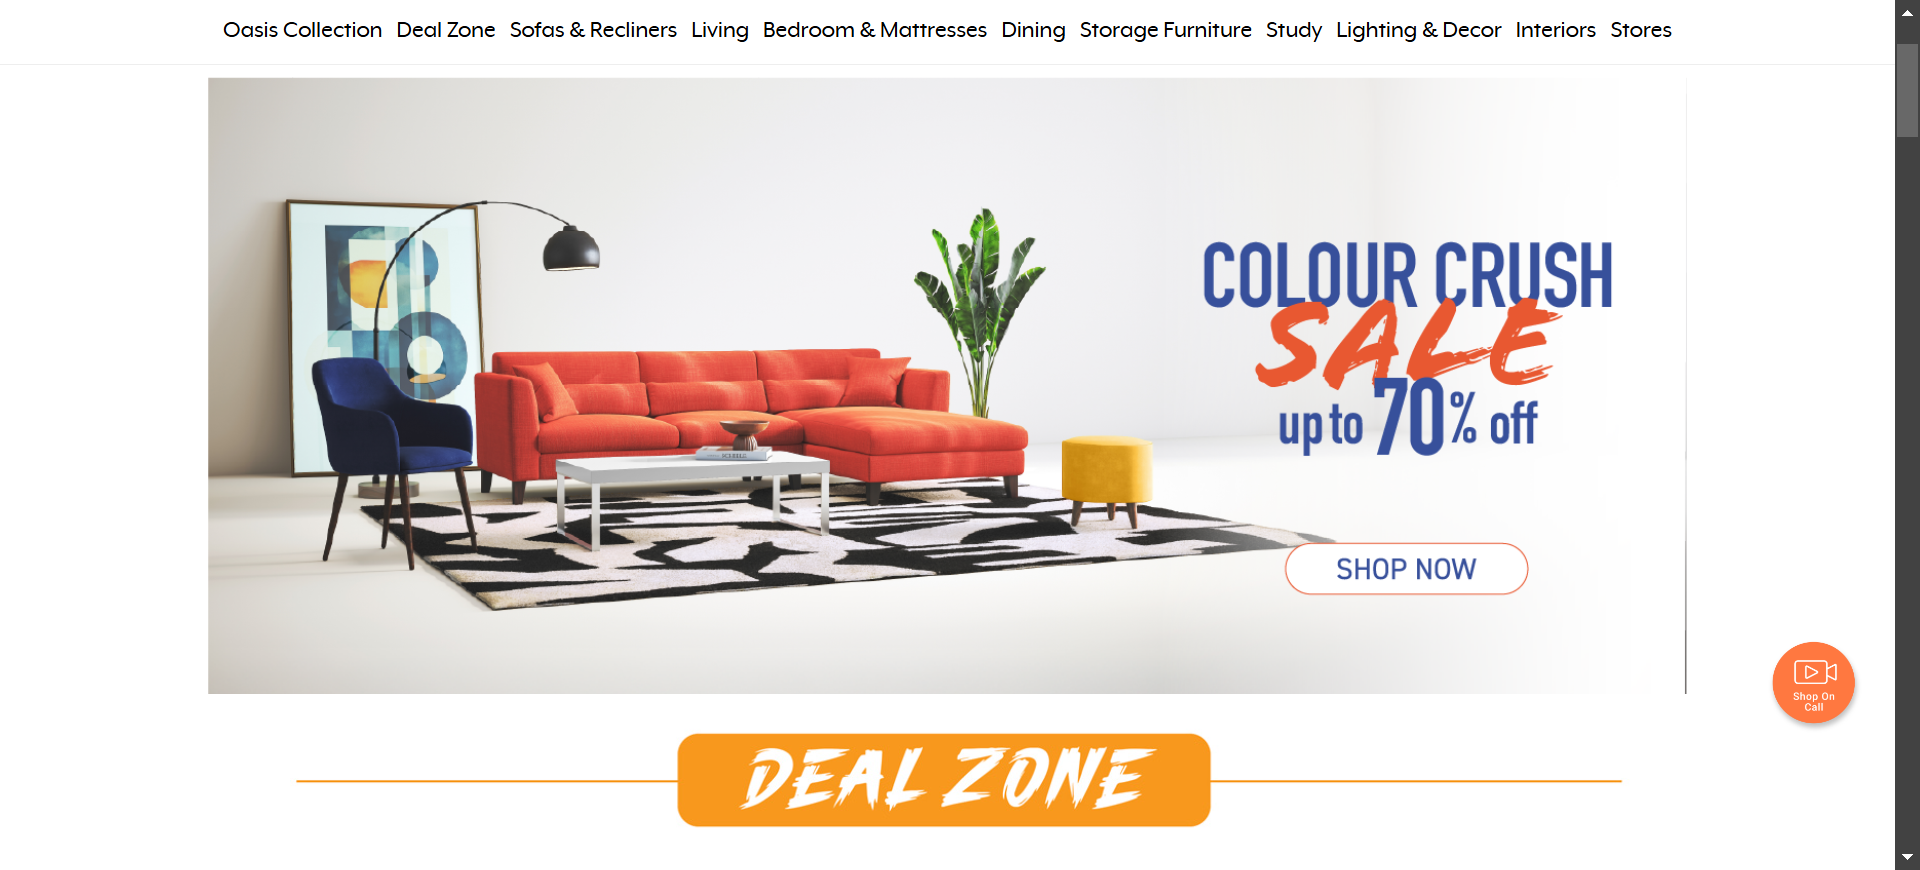 Oasis Collection Deal Zone Sofas & Recliners Living Bedroom & Mattresses Dining Storage Furniture Study Lighting & Decor Interiors Stores
COLOUR CRUSH
SALE
up to 70% off
SHOP NOW
Shop On
Call
DEAL ZONE